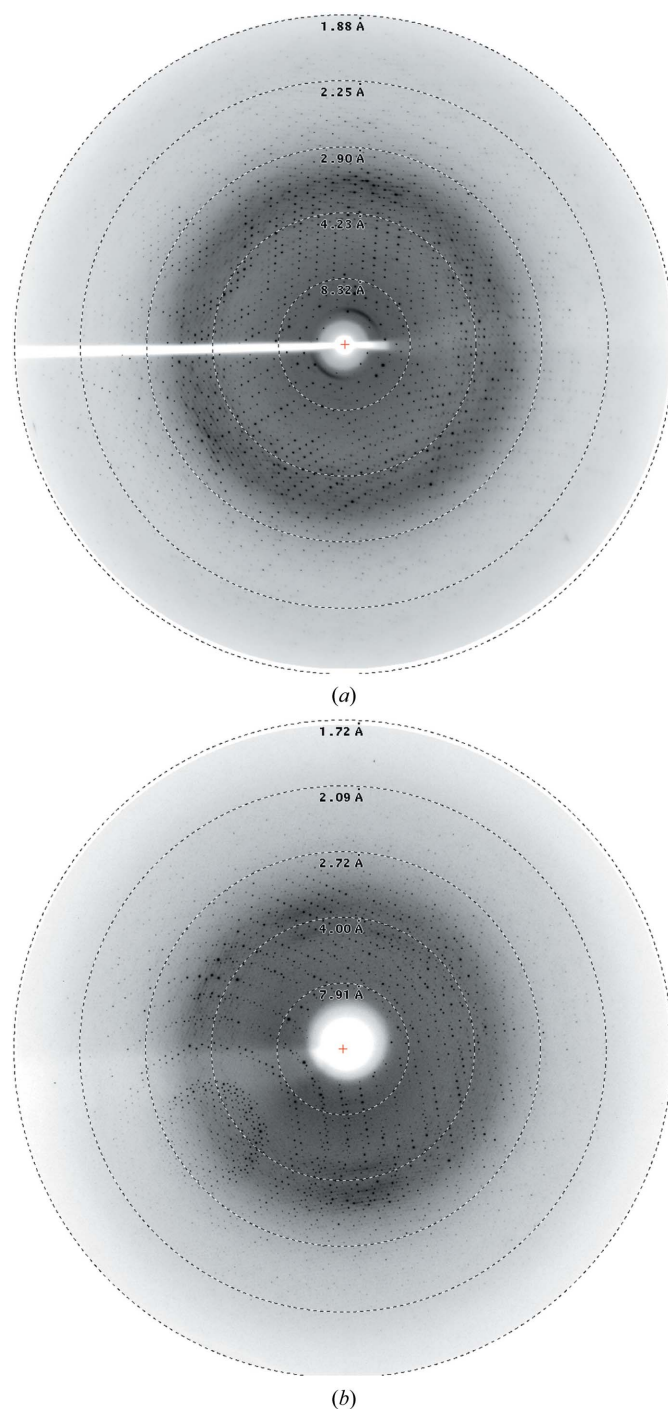 1.88 Å
2.25 Å
2.90 Å
4.23 Å
8.32 Å
(a)
1.72 Å
2.09 Å
2.72 Å
4.00 Å
7.91 Å
(b)